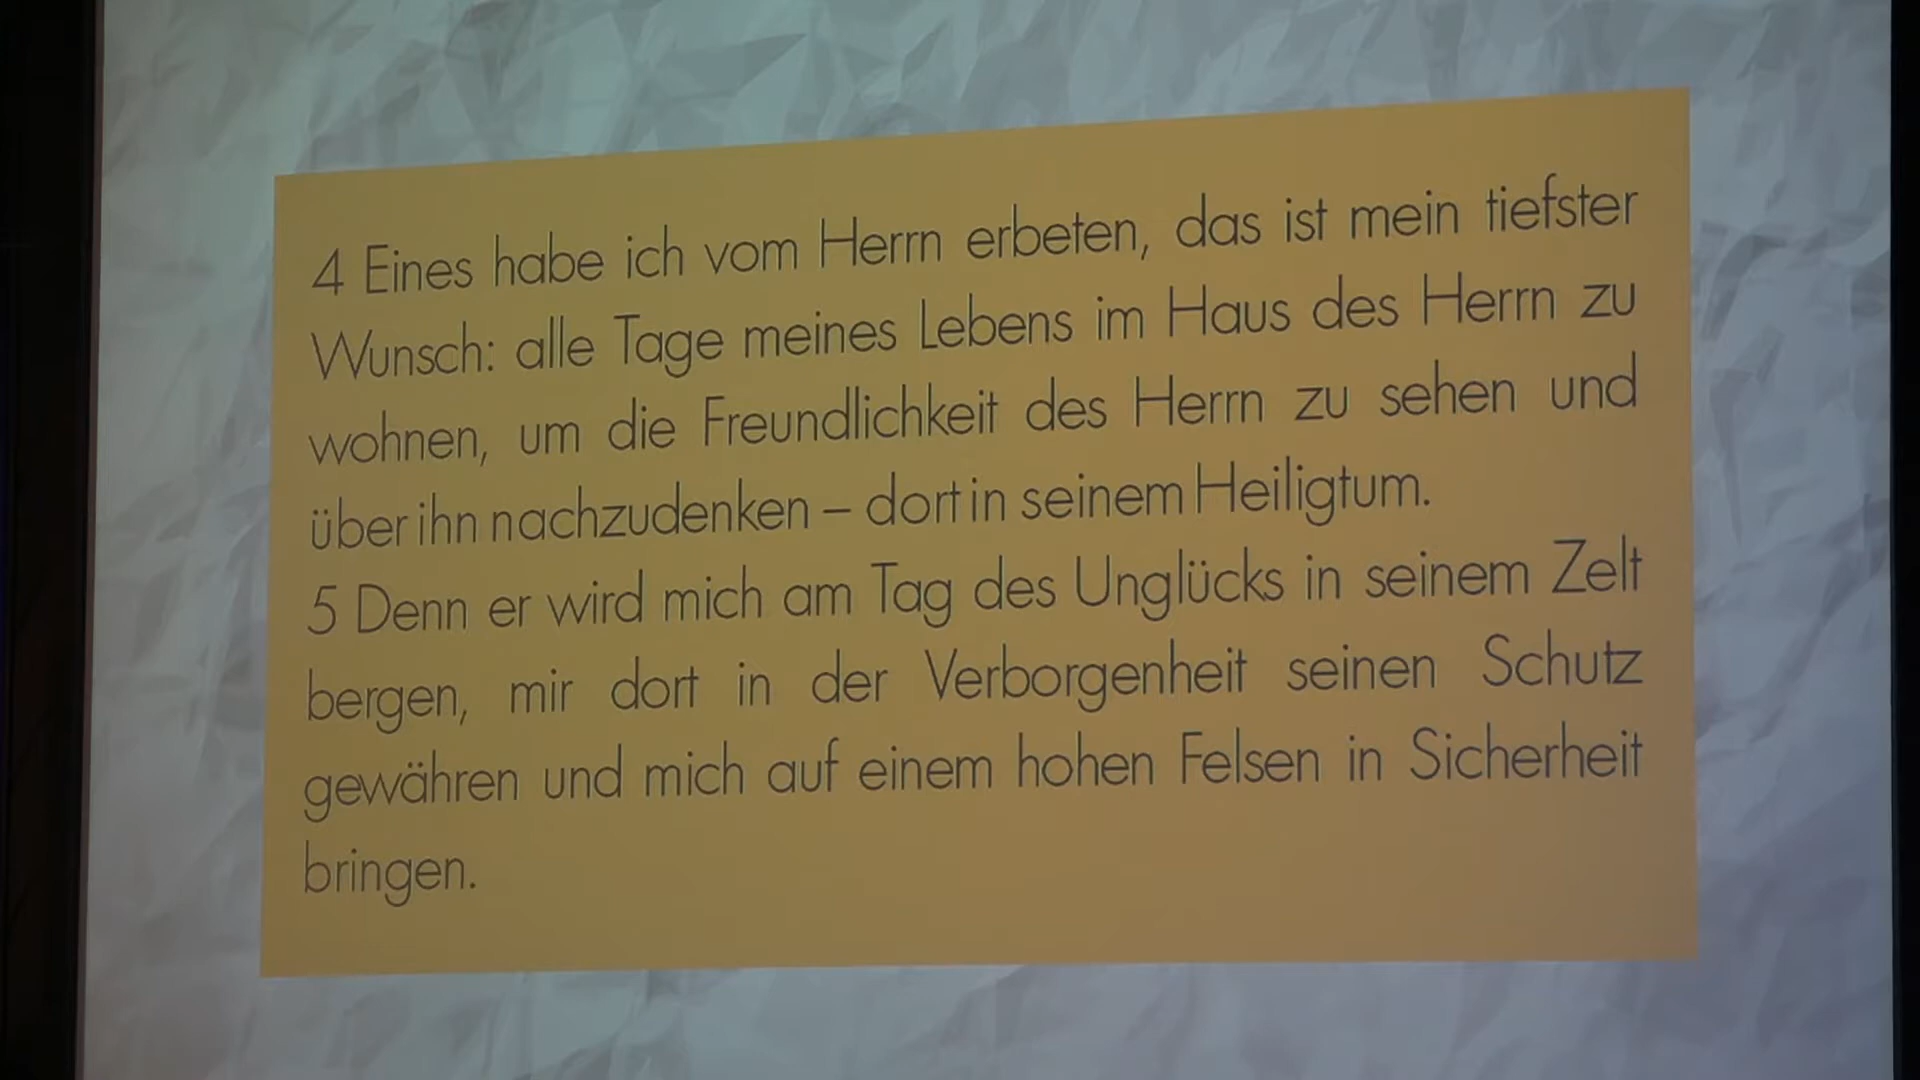 4 Eines habe ich vom Herrn erbeten, das ist mein tiefster
Wunsch: alle Tage meines Lebens im Haus des Herrn zu
wohnen, um die Freundlichkeit des Herrn zu sehen und
über ihn nachzudenken – dort in seinem Heiligtum.
5 Denn er wird mich am Tag des Unglücks in seinem Zelt
bergen, mir dort in der Verborgenheit seinen Schutz
gewähren und mich auf einem hohen Felsen in Sicherheit
bringen.